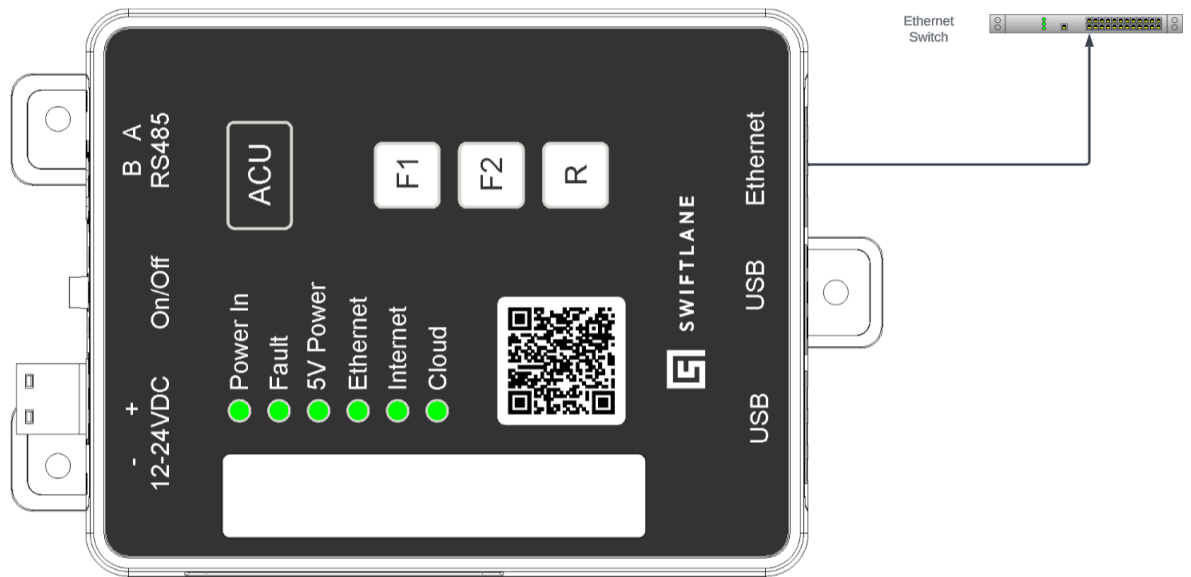 Ethernet
Switch
B A
RS485
On/Off
- +
12-24VDC
ACU
F1
F2
R
Power In
Fault
5V Power
Ethernet
Internet
Cloud
SWIFTLANE
Ethernet
USB
USB